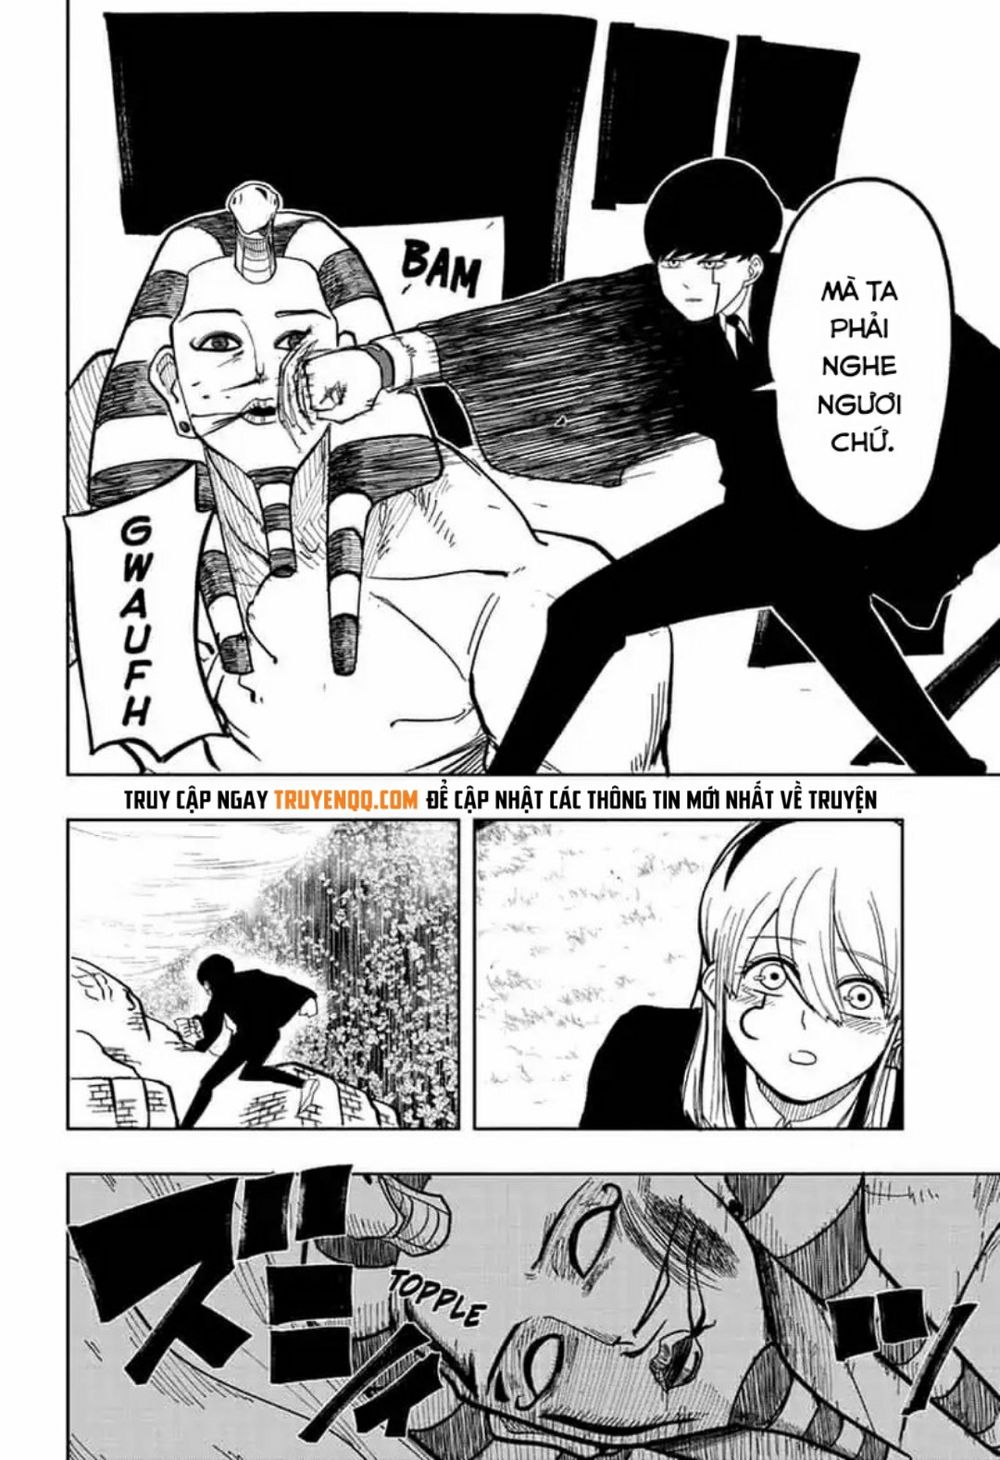 BAM
MÀ TA
PHẢI
NGHE
NGƯƠI
CHỨ.
GWAUFH
TRUY CẬP NGAY TRUYENQQ.COM ĐỂ CẬP NHẬT CÁC THÔNG TIN MỚI NHẤT VỀ TRUYỆN
TOPPLE